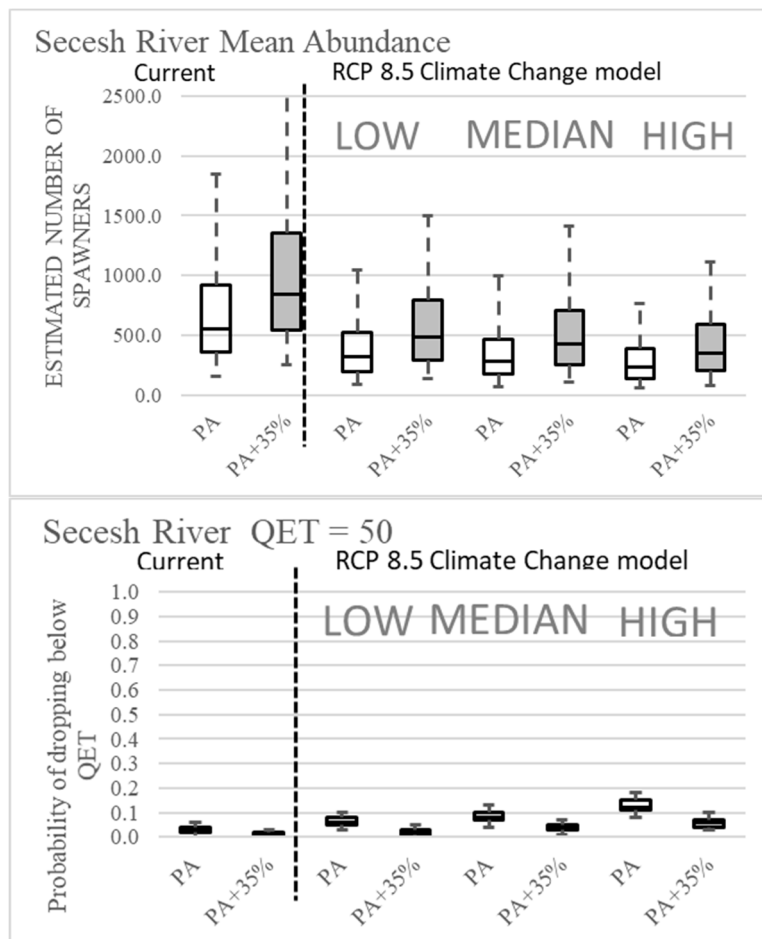 Secesh River Mean Abundance
Current
RCP 8.5 Climate Change model
LOW MEDIAN HIGH
ESTIMATED NUMBER OF
SPAWNERS
2500.0
2000.0
1500.0
1000.0
500.0
0.0
PA
PA+35%
PA
PA+35%
PA
PA+35%
PA
PA+35%
Secesh River QET = 50
Current
RCP 8.5 Climate Change model
LOW MEDIAN HIGH
Probability of dropping below
QET
1.0
0.9
0.8
0.7
0.6
0.5
0.4
0.3
0.2
0.1
0.0
PA
PA+35%
PA
PA+35%
PA
PA+35%
PA
PA+35%